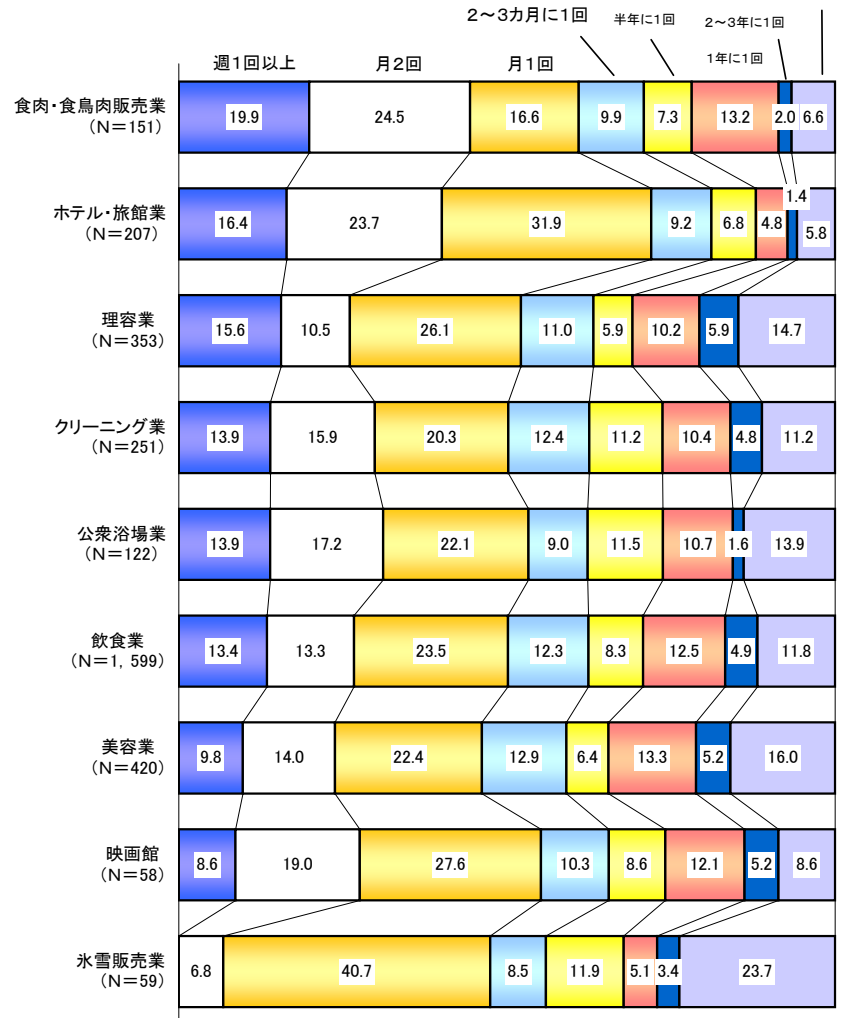 ２～３カ月に１回
半年に１回
２～３年に１回
週１回以上
月２回
月１回
１年に１回
食肉・食鳥肉販売業
（Ｎ＝151）
19.9
24.5
16.6
9.9
7.3
13.2
2.0
6.6
ホテル・旅館業
（Ｎ＝207）
16.4
23.7
31.9
9.2
6.8
4.8
1.4
5.8
理容業
（Ｎ＝353）
15.6
10.5
26.1
11.0
5.9
10.2
5.9
14.7
クリーニング業
（Ｎ＝251）
13.9
15.9
20.3
12.4
11.2
10.4
4.8
11.2
公衆浴場業
（Ｎ＝122）
13.9
17.2
22.1
9.0
11.5
10.7
1.6
13.9
飲食業
（Ｎ＝1，599）
13.4
13.3
23.5
12.3
8.3
12.5
4.9
11.8
美容業
（Ｎ＝420）
9.8
14.0
22.4
12.9
6.4
13.3
5.2
16.0
映画館
（Ｎ＝58）
8.6
19.0
27.6
10.3
8.6
12.1
5.2
8.6
氷雪販売業
（Ｎ＝59）
6.8
40.7
8.5
11.9
5.1
3.4
23.7